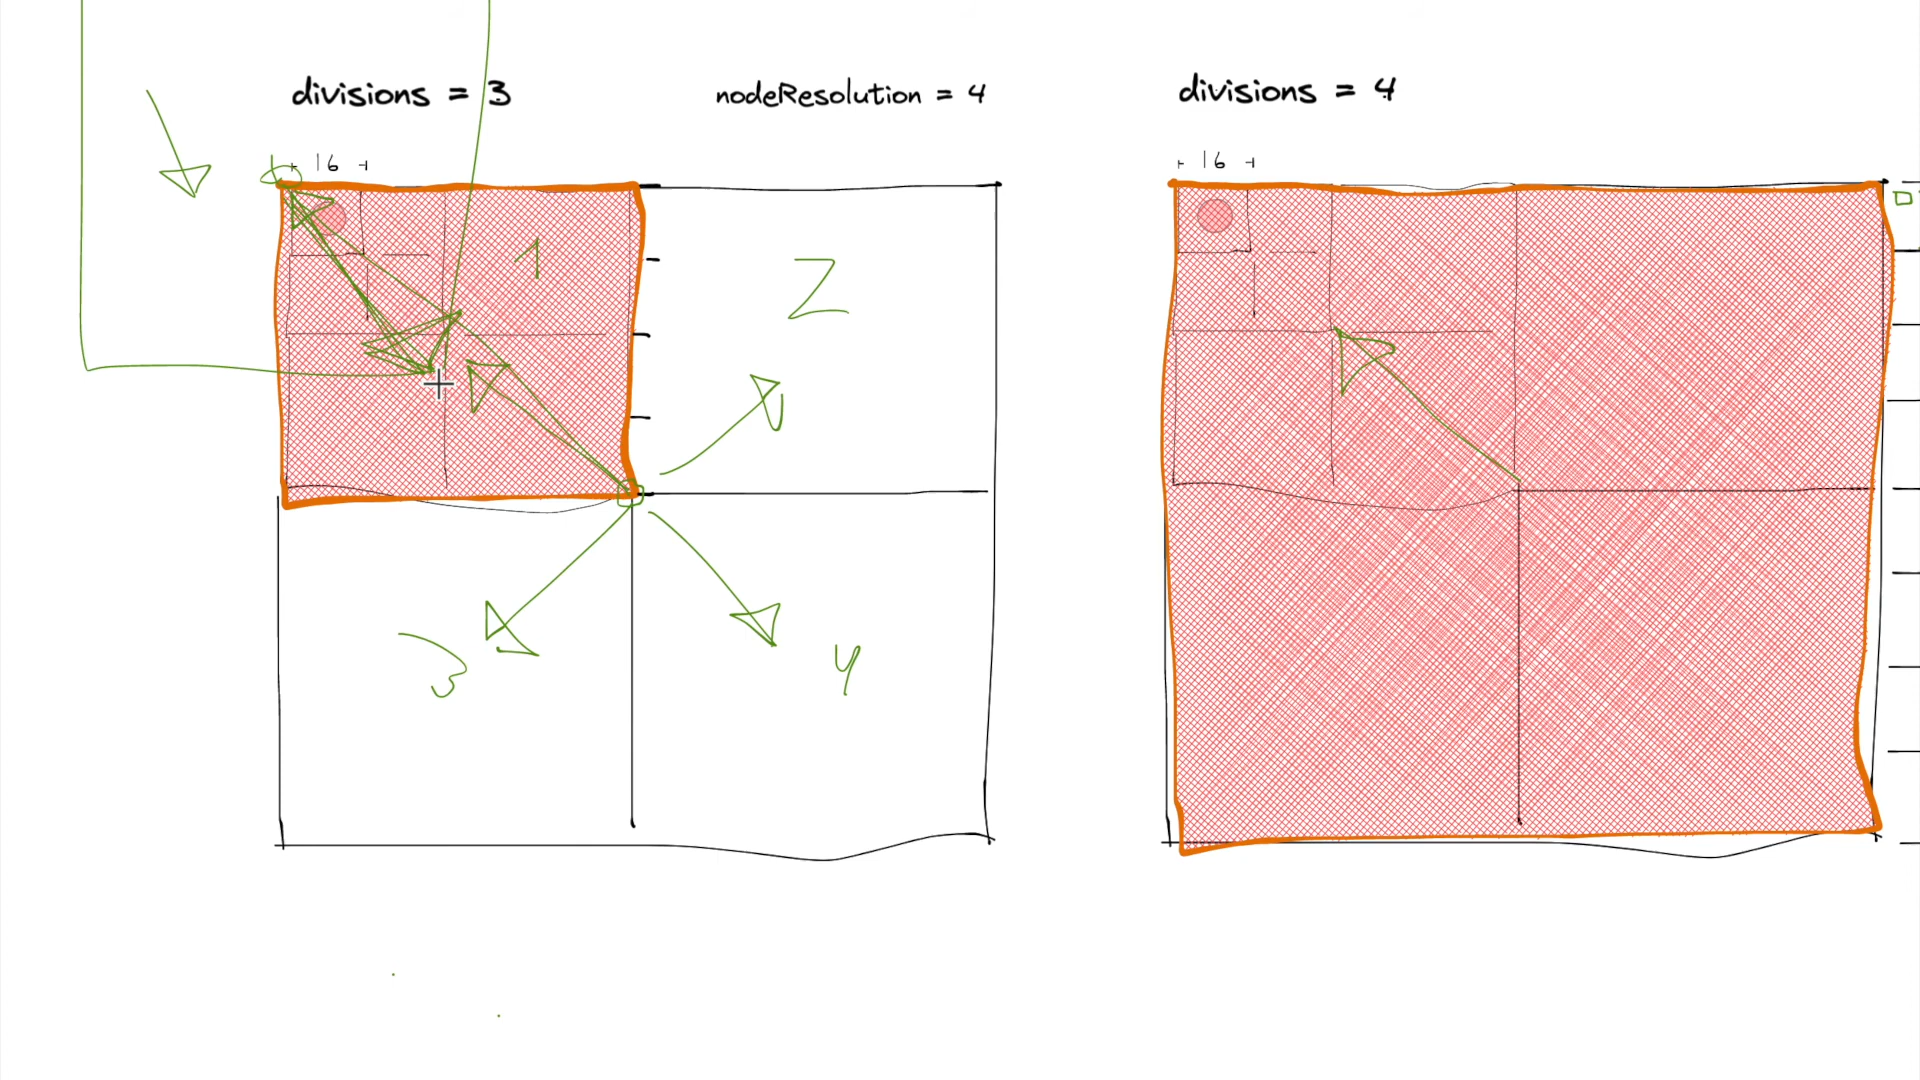 divisions = 3
nodeResolution = 4
divisions = 4
16
16
1
2
3
4